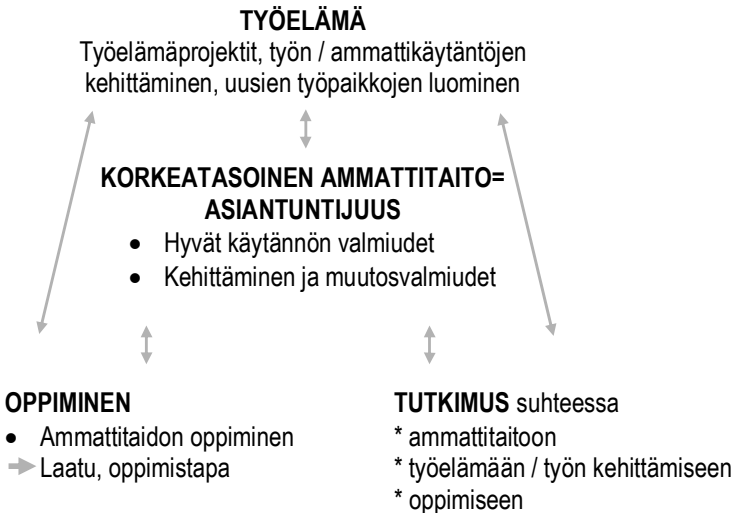 TYÖELÄMÄ
Työelämäprojektit, työn / ammattikäytäntöjen
kehittäminen, uusien työpaikkojen luominen
KORKEATASOINEN AMMATTITAITO=
ASIANTUNTIJUUS
• Hyvät käytännön valmiudet
• Kehittäminen ja muutosvalmiudet
OPPIMINEN
• Ammattitaidon oppiminen
Laatu, oppimistapa
TUTKIMUS suhteessa
* ammattitaitoon
* työelämään / työn kehittämiseen
* oppimiseen